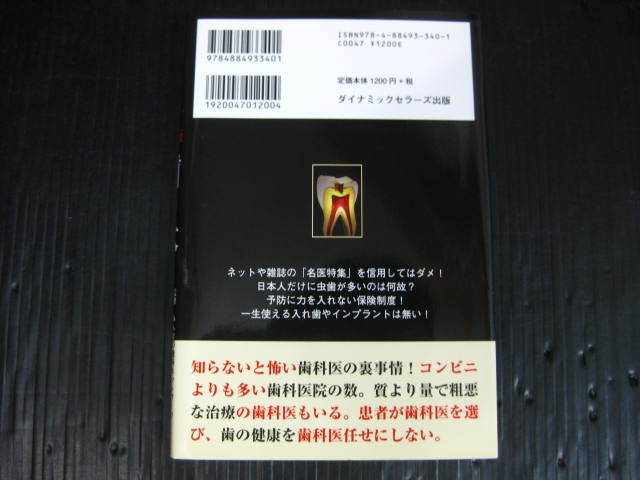 ISBN978-4-88493-340-1
C0047 ¥1200E
9784884933401
定価本体1200円+税
1920047012004
ダイナミックセラーズ出版
ネットや雑誌の「名医特集」を信用してはダメ！
日本人だけに虫歯が多いのは何故？
予防に力を入れない保険制度！
一生使える入れ歯やインプラントは無い！
知らないと怖い歯科医の裏事情！コンビニ
よりも多い歯科医院の数。質より量で粗悪
な治療の歯科医もいる。患者が歯科医を選
び、歯の健康を歯科医任せにしない。